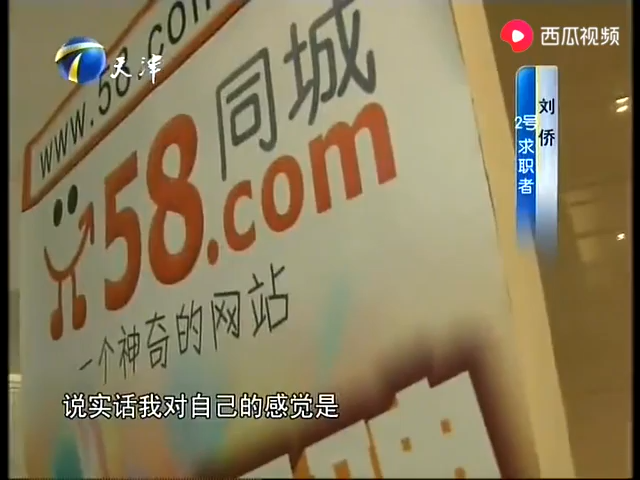 天津
西瓜视频
www.58.com
58同城
58.com
一个神奇的网站
刘侨
2号求职者
说实话我对自己的感觉是